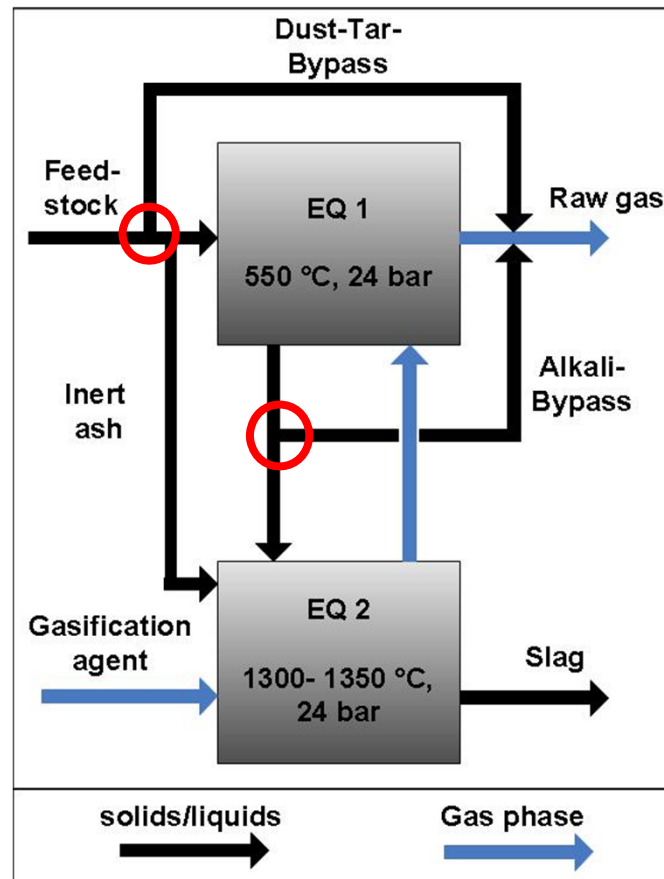 Dust-Tar-
Bypass
Feed-
stock
EQ 1
550 °C, 24 bar
Raw gas
Inert
ash
Alkali-
Bypass
Gasification
agent
EQ 2
1300- 1350 °C,
24 bar
Slag
solids/liquids
Gas phase